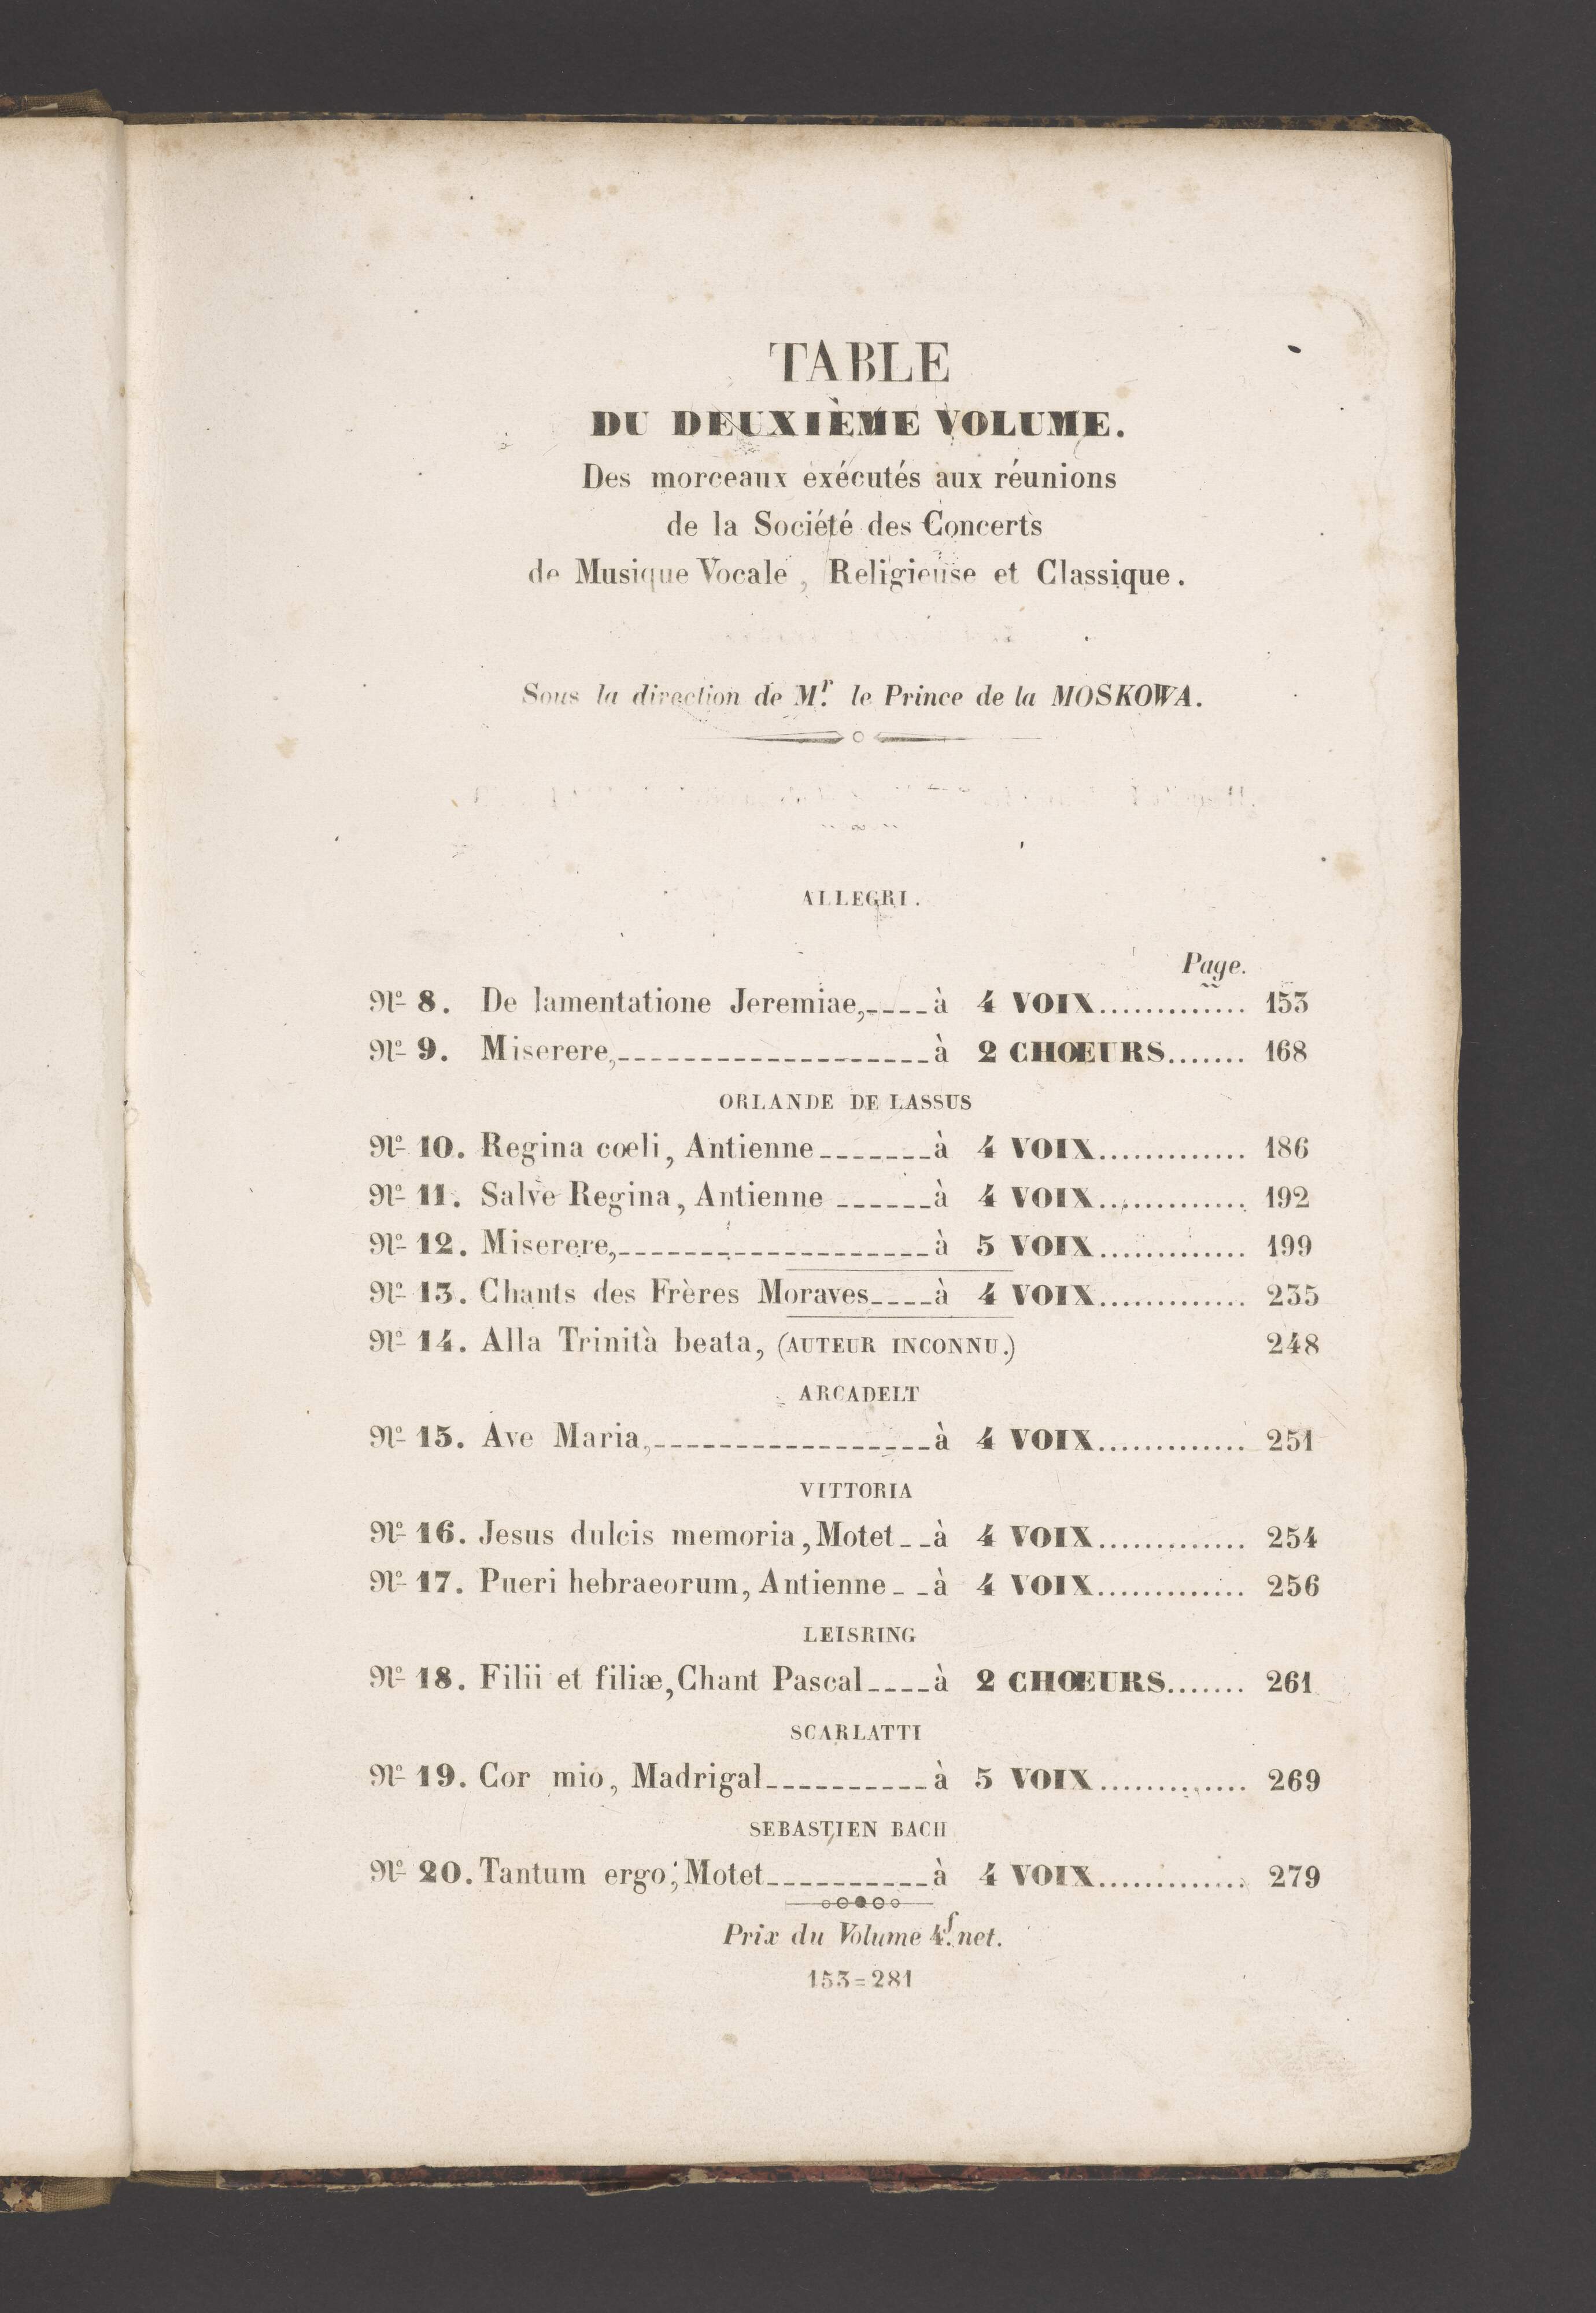 TABLE
DU DEUXIÈME VOLUME.
Des morceaux exécutés aux réunions
de la Société des Concerts
de Musique Vocale, Religieuse et Classique.
Sous la direction de Mr. le Prince de la MOSKOWA.
ALLEGRI.
Page.
No 8. De lamentatione Jeremiae,----à 4 VOIX............. 153
No 9. Miserere,-------------------à 2 CHŒURS....... 168
ORLANDE DE LASSUS
No 10. Regina cœli, Antienne-------à 4 VOIX............. 186
No 11. Salve Regina, Antienne ------à 4 VOIX............. 192
No 12. Miserere,-------------------à 5 VOIX............. 199
No 13. Chants des Frères Moraves----à 4 VOIX............. 235
No 14. Alla Trinità beata, (AUTEUR INCONNU.) 248
ARCADELT
No 15. Ave Maria,-----------------à 4 VOIX............. 251
VITTORIA
No 16. Jesus dulcis memoria, Motet--à 4 VOIX............. 254
No 17. Pueri hebraeorum, Antienne--à 4 VOIX............. 256
LEISRING
No 18. Filii et filiæ, Chant Pascal----à 2 CHŒURS....... 261
SCARLATTI
No 19. Cor mio, Madrigal----------à 5 VOIX............. 269
SEBASTIEN BACH
No 20. Tantum ergo, Motet----------à 4 VOIX............. 279
Prix du Volume 4f. net.
153=281